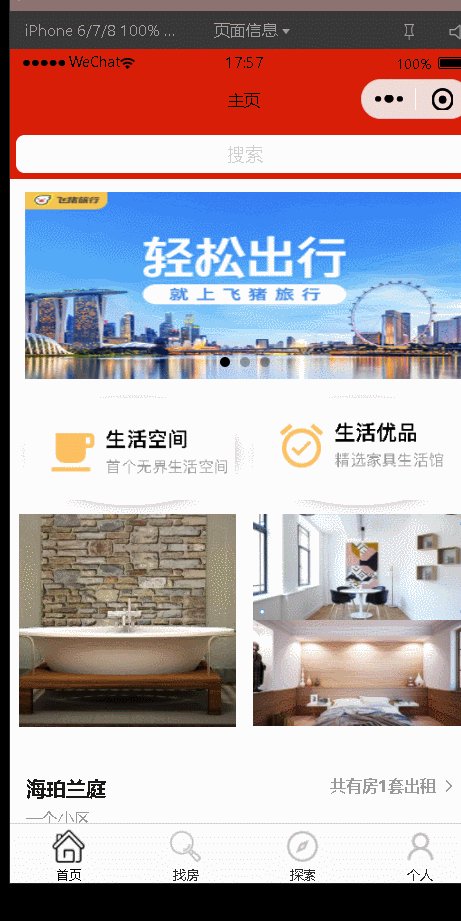 iPhone 6/7/8 100% ...
页面信息
WeChat
17:57
100%
主页
搜索
飞猪旅行
轻松出行
就上飞猪旅行
生活空间
首个无界生活空间
生活优品
精选家具生活馆
海珀兰庭
共有房1套出租
一个小区
首页
找房
探索
个人